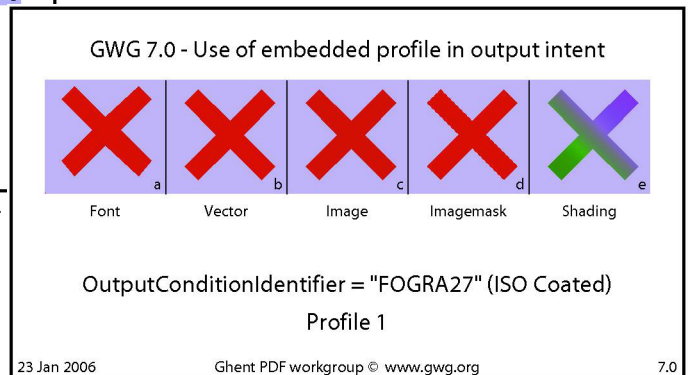 GWG 7.0 - Use of embedded profile in output intent
a b c d e
Font Vector Image Imagemask Shading
OutputConditionIdentifier = "FOGRA27" (ISO Coated)
Profile 1
23 Jan 2006 Ghent PDF workgroup © www.gwg.org 7.0